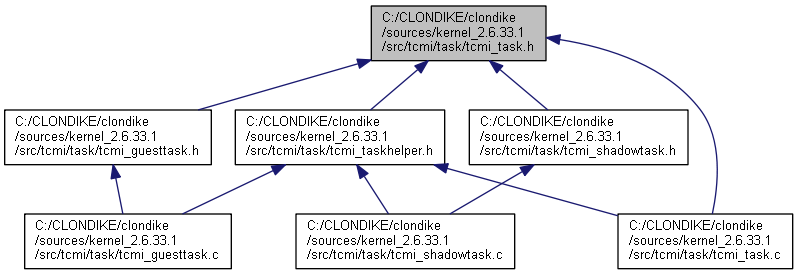 C:/CLONDIKE/clondike
/sources/kernel_2.6.33.1
/src/tcmi/task/tcmi_task.h
C:/CLONDIKE/clondike
/sources/kernel_2.6.33.1
/src/tcmi/task/tcmi_guesttask.h
C:/CLONDIKE/clondike
/sources/kernel_2.6.33.1
/src/tcmi/task/tcmi_taskhelper.h
C:/CLONDIKE/clondike
/sources/kernel_2.6.33.1
/src/tcmi/task/tcmi_shadowtask.h
C:/CLONDIKE/clondike
/sources/kernel_2.6.33.1
/src/tcmi/task/tcmi_guesttask.c
C:/CLONDIKE/clondike
/sources/kernel_2.6.33.1
/src/tcmi/task/tcmi_shadowtask.c
C:/CLONDIKE/clondike
/sources/kernel_2.6.33.1
/src/tcmi/task/tcmi_task.c